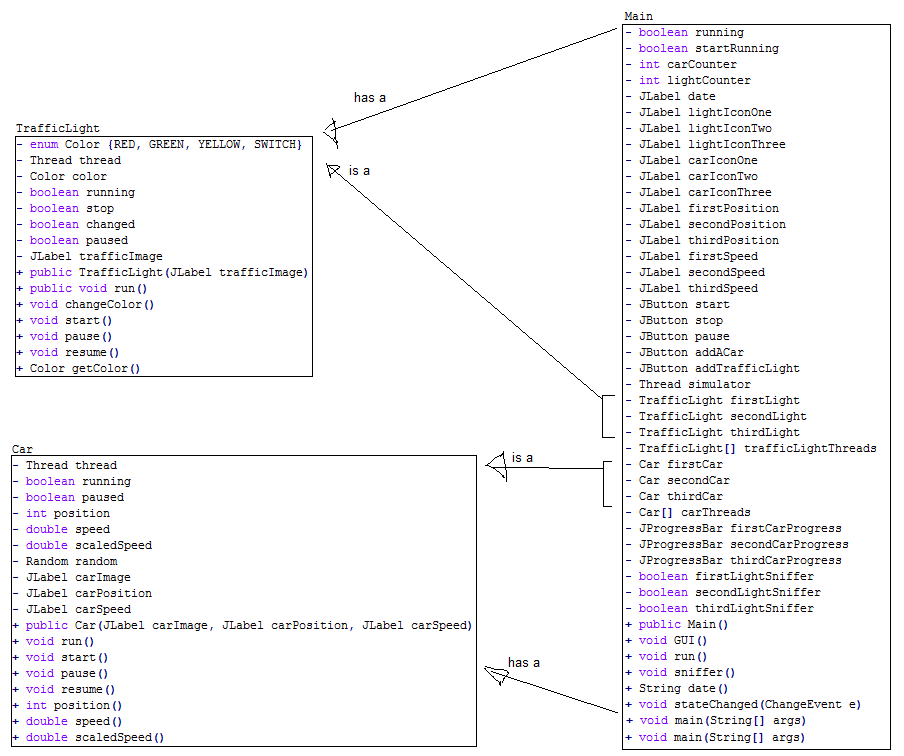 Main
- boolean running
- boolean startRunning
- int carCounter
- int lightCounter
- JLabel date
- JLabel lightIconOne
- JLabel lightIconTwo
- JLabel lightIconThree
- JLabel carIconOne
- JLabel carIconTwo
- JLabel carIconThree
- JLabel firstPosition
- JLabel secondPosition
- JLabel thirdPosition
- JLabel firstSpeed
- JLabel secondSpeed
- JLabel thirdSpeed
- JButton start
- JButton stop
- JButton pause
- JButton addACar
- JButton addTrafficLight
- Thread simulator
- TrafficLight firstLight
- TrafficLight secondLight
- TrafficLight thirdLight
- TrafficLight[] trafficLightThreads
- Car firstCar
- Car secondCar
- Car thirdCar
- Car[] carThreads
- JProgressBar firstCarProgress
- JProgressBar secondCarProgress
- JProgressBar thirdCarProgress
- boolean firstLightSniffer
- boolean secondLightSniffer
- boolean thirdLightSniffer
+ public Main()
+ void GUI()
+ void run()
+ void sniffer()
+ String date()
+ void stateChanged(ChangeEvent e)
+ void main(String[] args)
+ void main(String[] args)
has a
is a
TrafficLight
- enum Color {RED, GREEN, YELLOW, SWITCH}
- Thread thread
- Color color
- boolean running
- boolean stop
- boolean changed
- boolean paused
- JLabel trafficImage
+ public TrafficLight(JLabel trafficImage)
+ public void run()
+ void changeColor()
+ void start()
+ void pause()
+ void resume()
+ Color getColor()
is a
has a
Car
- Thread thread
- boolean running
- boolean paused
- int position
- double speed
- double scaledSpeed
- Random random
- JLabel carImage
- JLabel carPosition
- JLabel carSpeed
+ public Car(JLabel carImage, JLabel carPosition, JLabel carSpeed)
+ void run()
+ void start()
+ void pause()
+ void resume()
+ int position()
+ double speed()
+ double scaledSpeed()